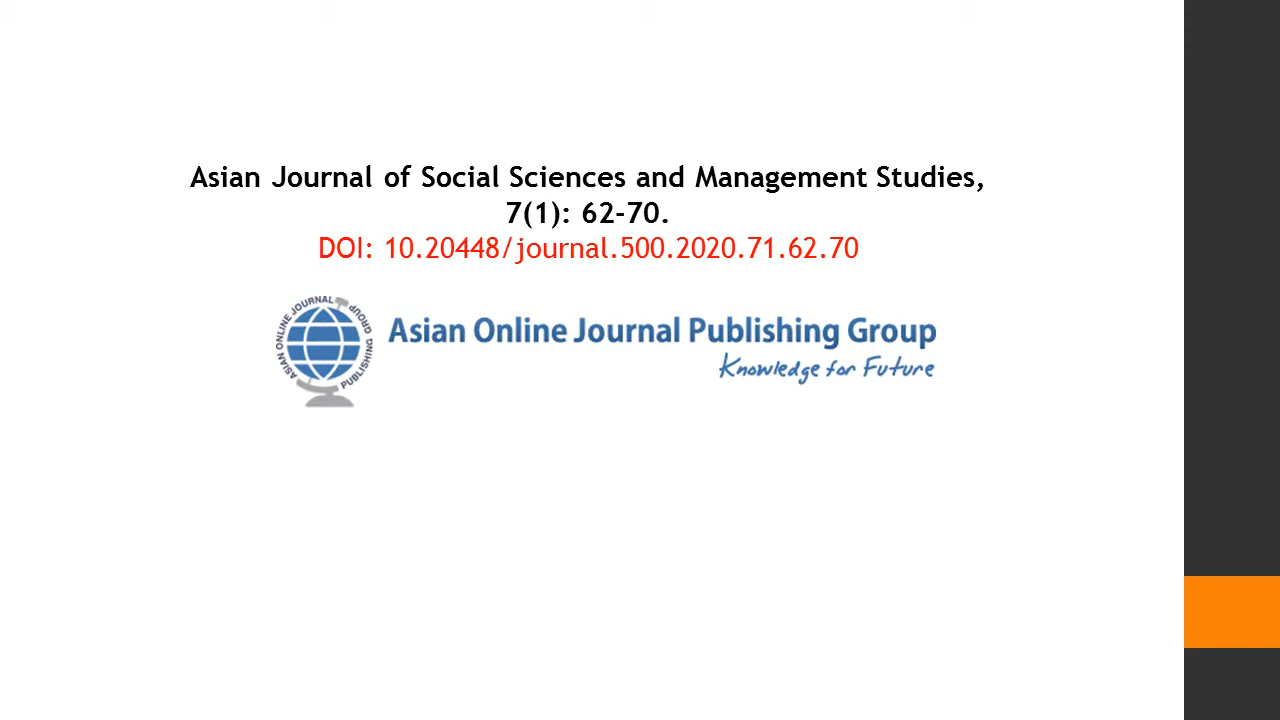 Asian Journal of Social Sciences and Management Studies,
7(1): 62-70.
DOI: 10.20448/journal.500.2020.71.62.70
ASIAN ONLINE JOURNAL
PUBLISHING GROUP
Asian Online Journal Publishing Group
Knowledge for Future